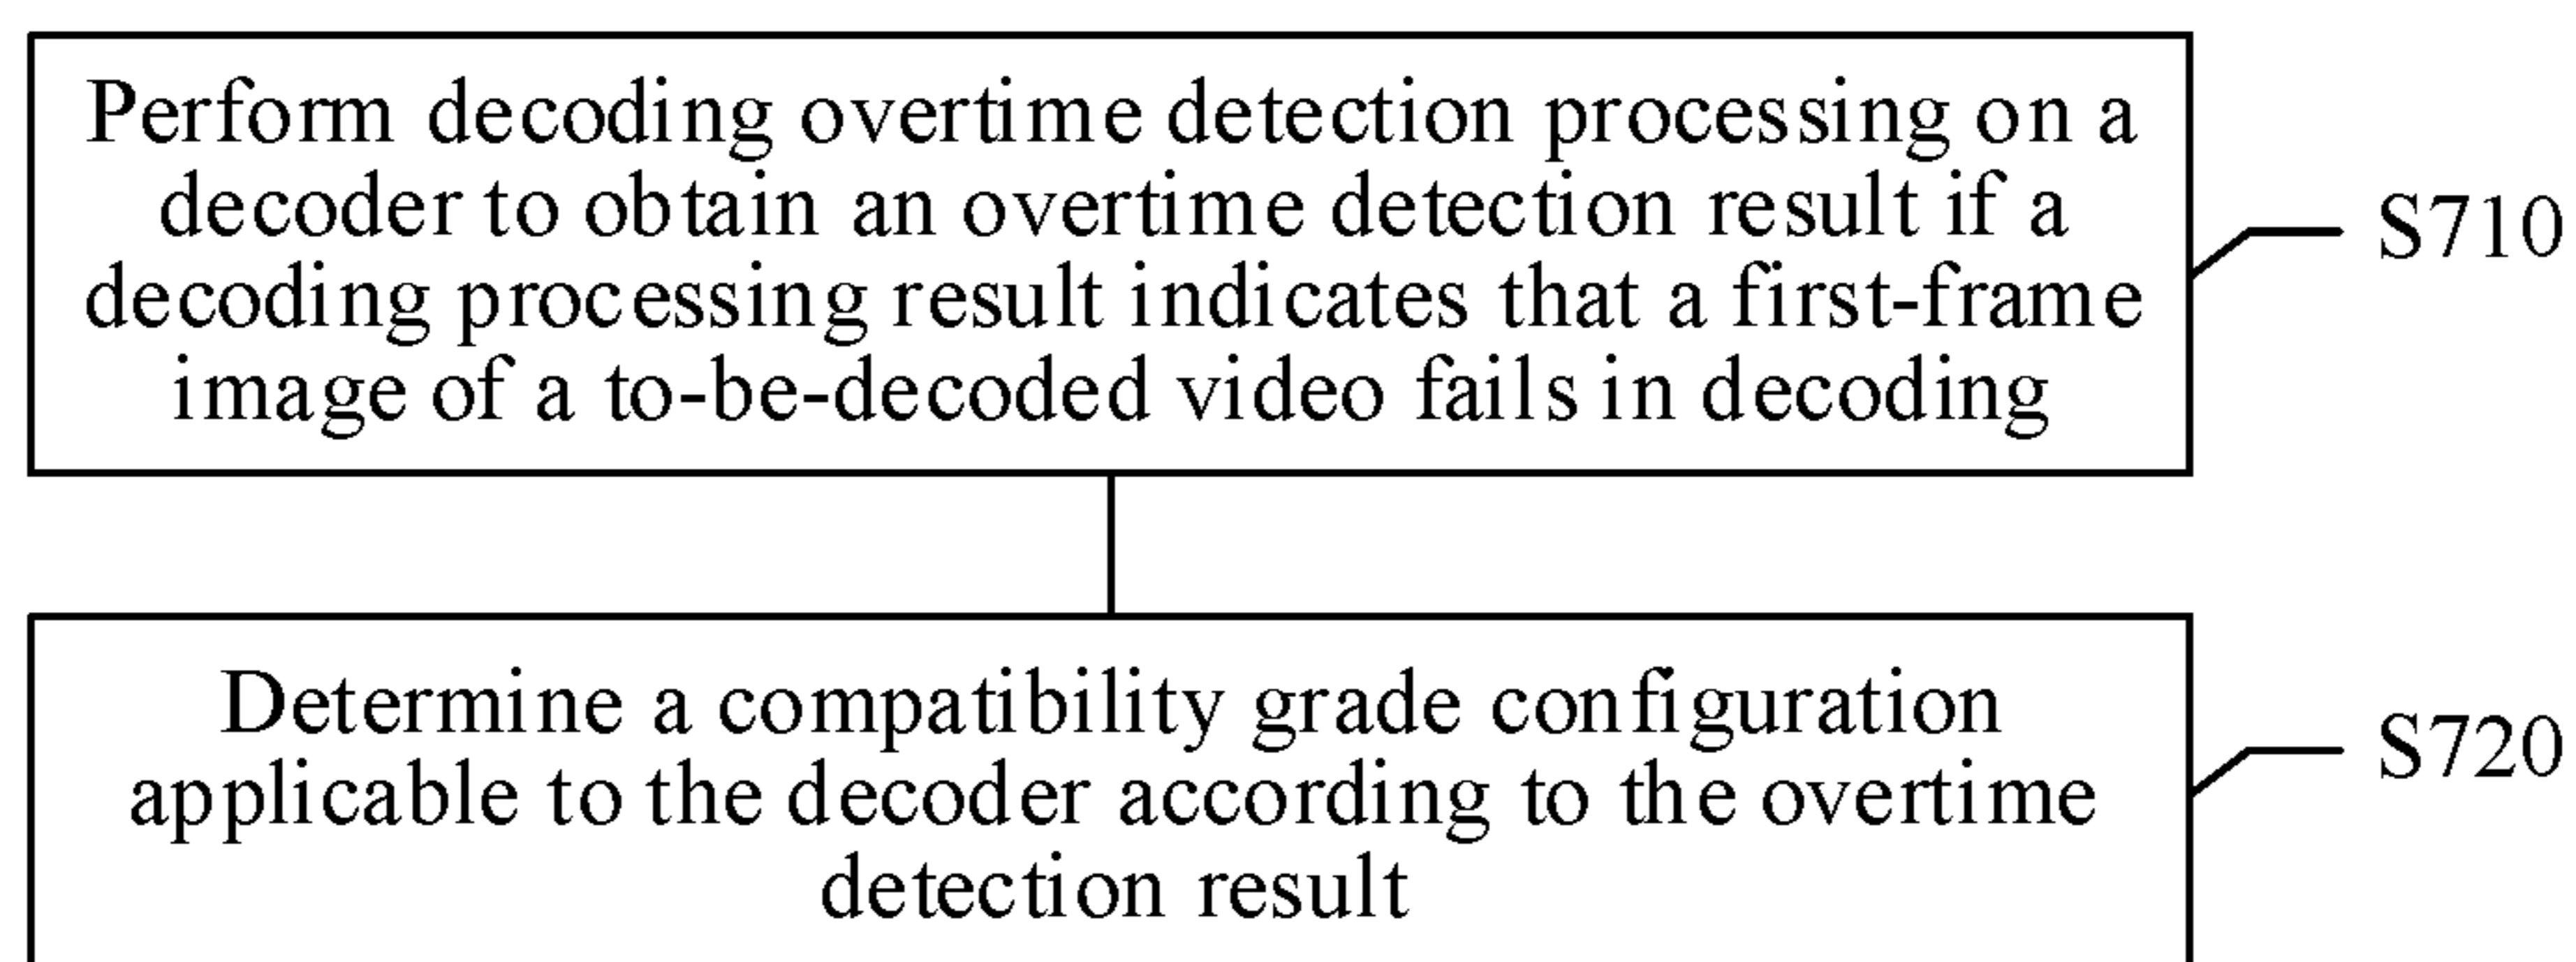 Perform decoding overtime detection processing on a
decoder to obtain an overtime detection result if a
decoding processing result indicates that a first-frame
image of a to-be-decoded video fails in decoding
S710
Determine a compatibility grade configuration
applicable to the decoder according to the overtime
detection result
S720